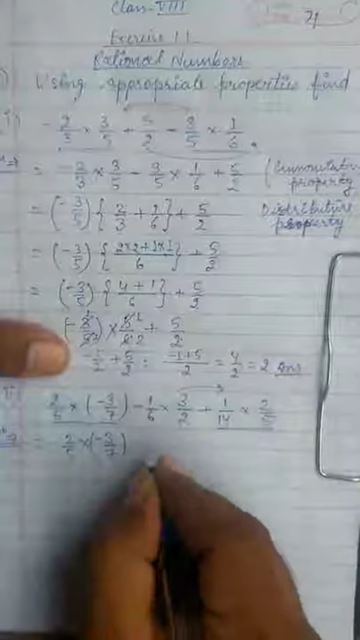 Class-VIII
Exercise 1.1
Rational Numbers
Using appropriate properties find
-2/3 × 3/5 + 5/2 - 3/5 × 1/6
= -2/3 × 3/5 - 3/5 × 1/6 + 5/2 (Commutative property
= (-3/5) {2/3 + 1/6} + 5/2 Distributive property
= (-3/5) {2×2+1×1/6} + 5/2
= (-3/5) {4+1/6} + 5/2
+ 5/2
-1/2 + 5/2 = -1+5/2 = 4/2 = 2 Ans
2/5 × (-3/7) - 1/6 × 3/2 + 1/14 × 2/5
= 2/5 × (-3/7)